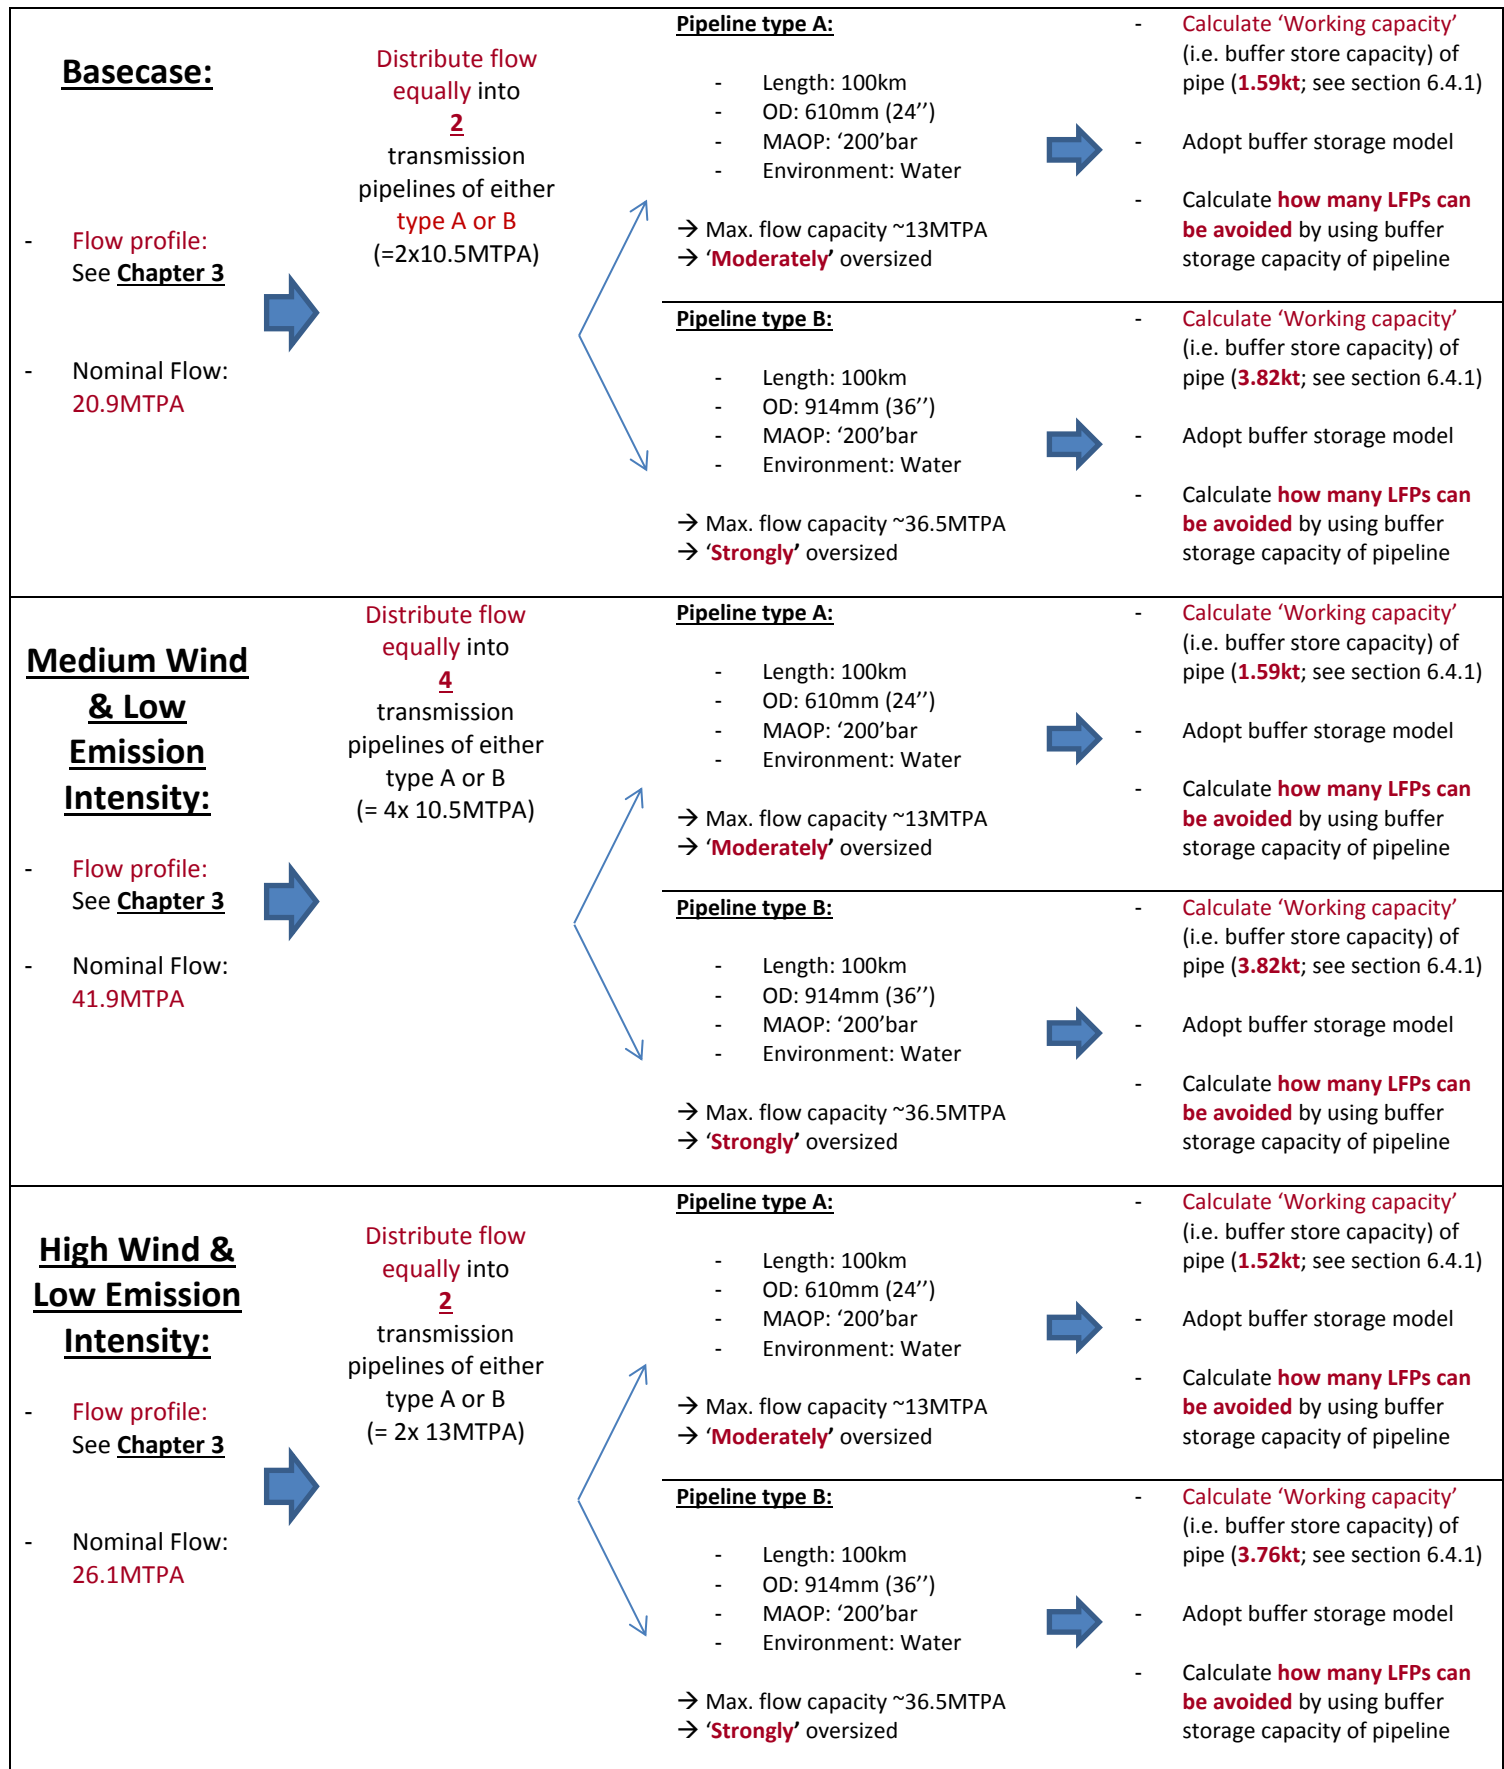 Basecase:
- Flow profile:
See Chapter 3
- Nominal Flow:
20.9MTPA
Distribute flow
equally into
2
transmission
pipelines of either
type A or B
(=2x10.5MTPA)
Pipeline type A:
- Length: 100km
- OD: 610mm (24’’)
- MAOP: ‘200’bar
- Environment: Water
→ Max. flow capacity ~13MTPA
→ ‘Moderately’ oversized
- Calculate ‘Working capacity’
(i.e. buffer store capacity) of
pipe (1.59kt; see section 6.4.1)
- Adopt buffer storage model
- Calculate how many LFPs can
be avoided by using buffer
storage capacity of pipeline
Pipeline type B:
- Length: 100km
- OD: 914mm (36’’)
- MAOP: ‘200’bar
- Environment: Water
→ Max. flow capacity ~36.5MTPA
→ ‘Strongly’ oversized
- Calculate ‘Working capacity’
(i.e. buffer store capacity) of
pipe (3.82kt; see section 6.4.1)
- Adopt buffer storage model
- Calculate how many LFPs can
be avoided by using buffer
storage capacity of pipeline
Medium Wind
& Low
Emission
Intensity:
- Flow profile:
See Chapter 3
- Nominal Flow:
41.9MTPA
Distribute flow
equally into
4
transmission
pipelines of either
type A or B
(= 4x 10.5MTPA)
Pipeline type A:
- Length: 100km
- OD: 610mm (24’’)
- MAOP: ‘200’bar
- Environment: Water
→ Max. flow capacity ~13MTPA
→ ‘Moderately’ oversized
- Calculate ‘Working capacity’
(i.e. buffer store capacity) of
pipe (1.59kt; see section 6.4.1)
- Adopt buffer storage model
- Calculate how many LFPs can
be avoided by using buffer
storage capacity of pipeline
Pipeline type B:
- Length: 100km
- OD: 914mm (36’’)
- MAOP: ‘200’bar
- Environment: Water
→ Max. flow capacity ~36.5MTPA
→ ‘Strongly’ oversized
- Calculate ‘Working capacity’
(i.e. buffer store capacity) of
pipe (3.82kt; see section 6.4.1)
- Adopt buffer storage model
- Calculate how many LFPs can
be avoided by using buffer
storage capacity of pipeline
High Wind &
Low Emission
Intensity:
- Flow profile:
See Chapter 3
- Nominal Flow:
26.1MTPA
Distribute flow
equally into
2
transmission
pipelines of either
type A or B
(= 2x 13MTPA)
Pipeline type A:
- Length: 100km
- OD: 610mm (24’’)
- MAOP: ‘200’bar
- Environment: Water
→ Max. flow capacity ~13MTPA
→ ‘Moderately’ oversized
- Calculate ‘Working capacity’
(i.e. buffer store capacity) of
pipe (1.52kt; see section 6.4.1)
- Adopt buffer storage model
- Calculate how many LFPs can
be avoided by using buffer
storage capacity of pipeline
Pipeline type B:
- Length: 100km
- OD: 914mm (36’’)
- MAOP: ‘200’bar
- Environment: Water
→ Max. flow capacity ~36.5MTPA
→ ‘Strongly’ oversized
- Calculate ‘Working capacity’
(i.e. buffer store capacity) of
pipe (3.76kt; see section 6.4.1)
- Adopt buffer storage model
- Calculate how many LFPs can
be avoided by using buffer
storage capacity of pipeline